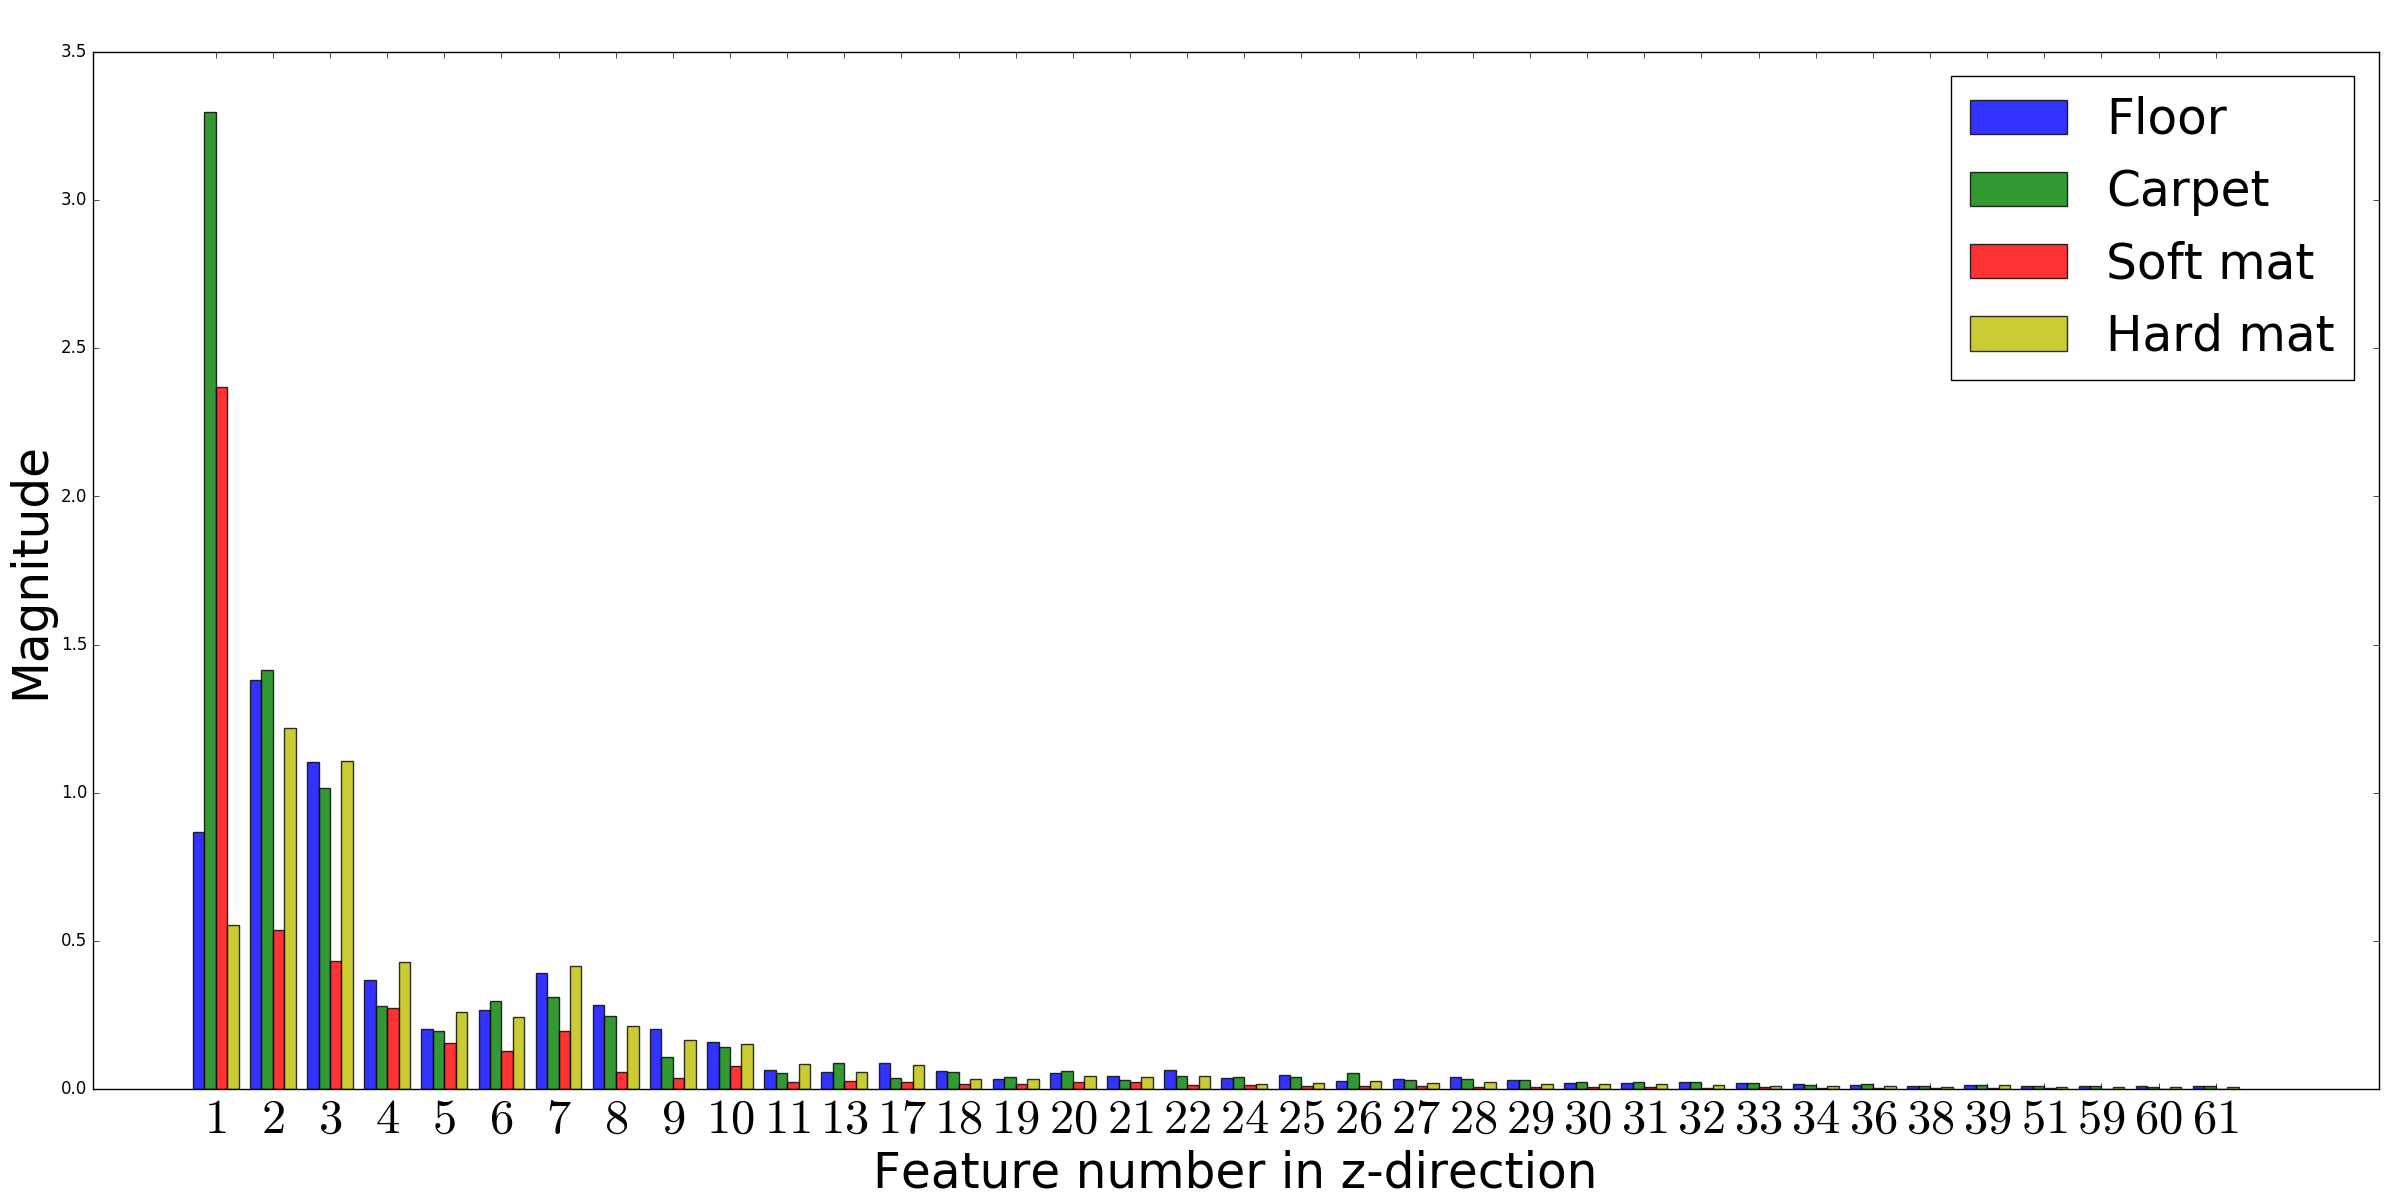 3.5
3.0
2.5
2.0
1.5
1.0
0.5
0.0
Magnitude
Floor
Carpet
Soft mat
Hard mat
1 2 3 4 5 6 7 8 9 10 11 13 17 18 19 20 21 22 24 25 26 27 28 29 30 31 32 33 34 36 38 39 51 59 60 61
Feature number in z-direction